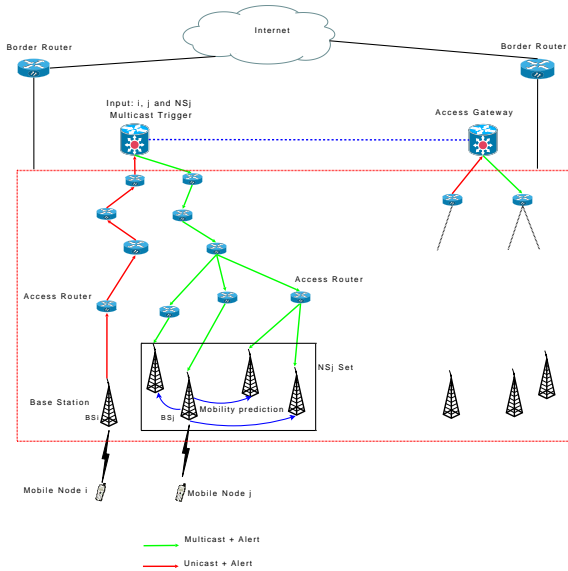 Internet
Border Router
Border Router
Input: i, j and NSj
Multicast Trigger
Access Gateway
Access Router
Access Router
NSj Set
Base Station
BSi
BSj
Mobility prediction
Mobile Node i
Mobile Node j
Multicast + Alert
Unicast + Alert